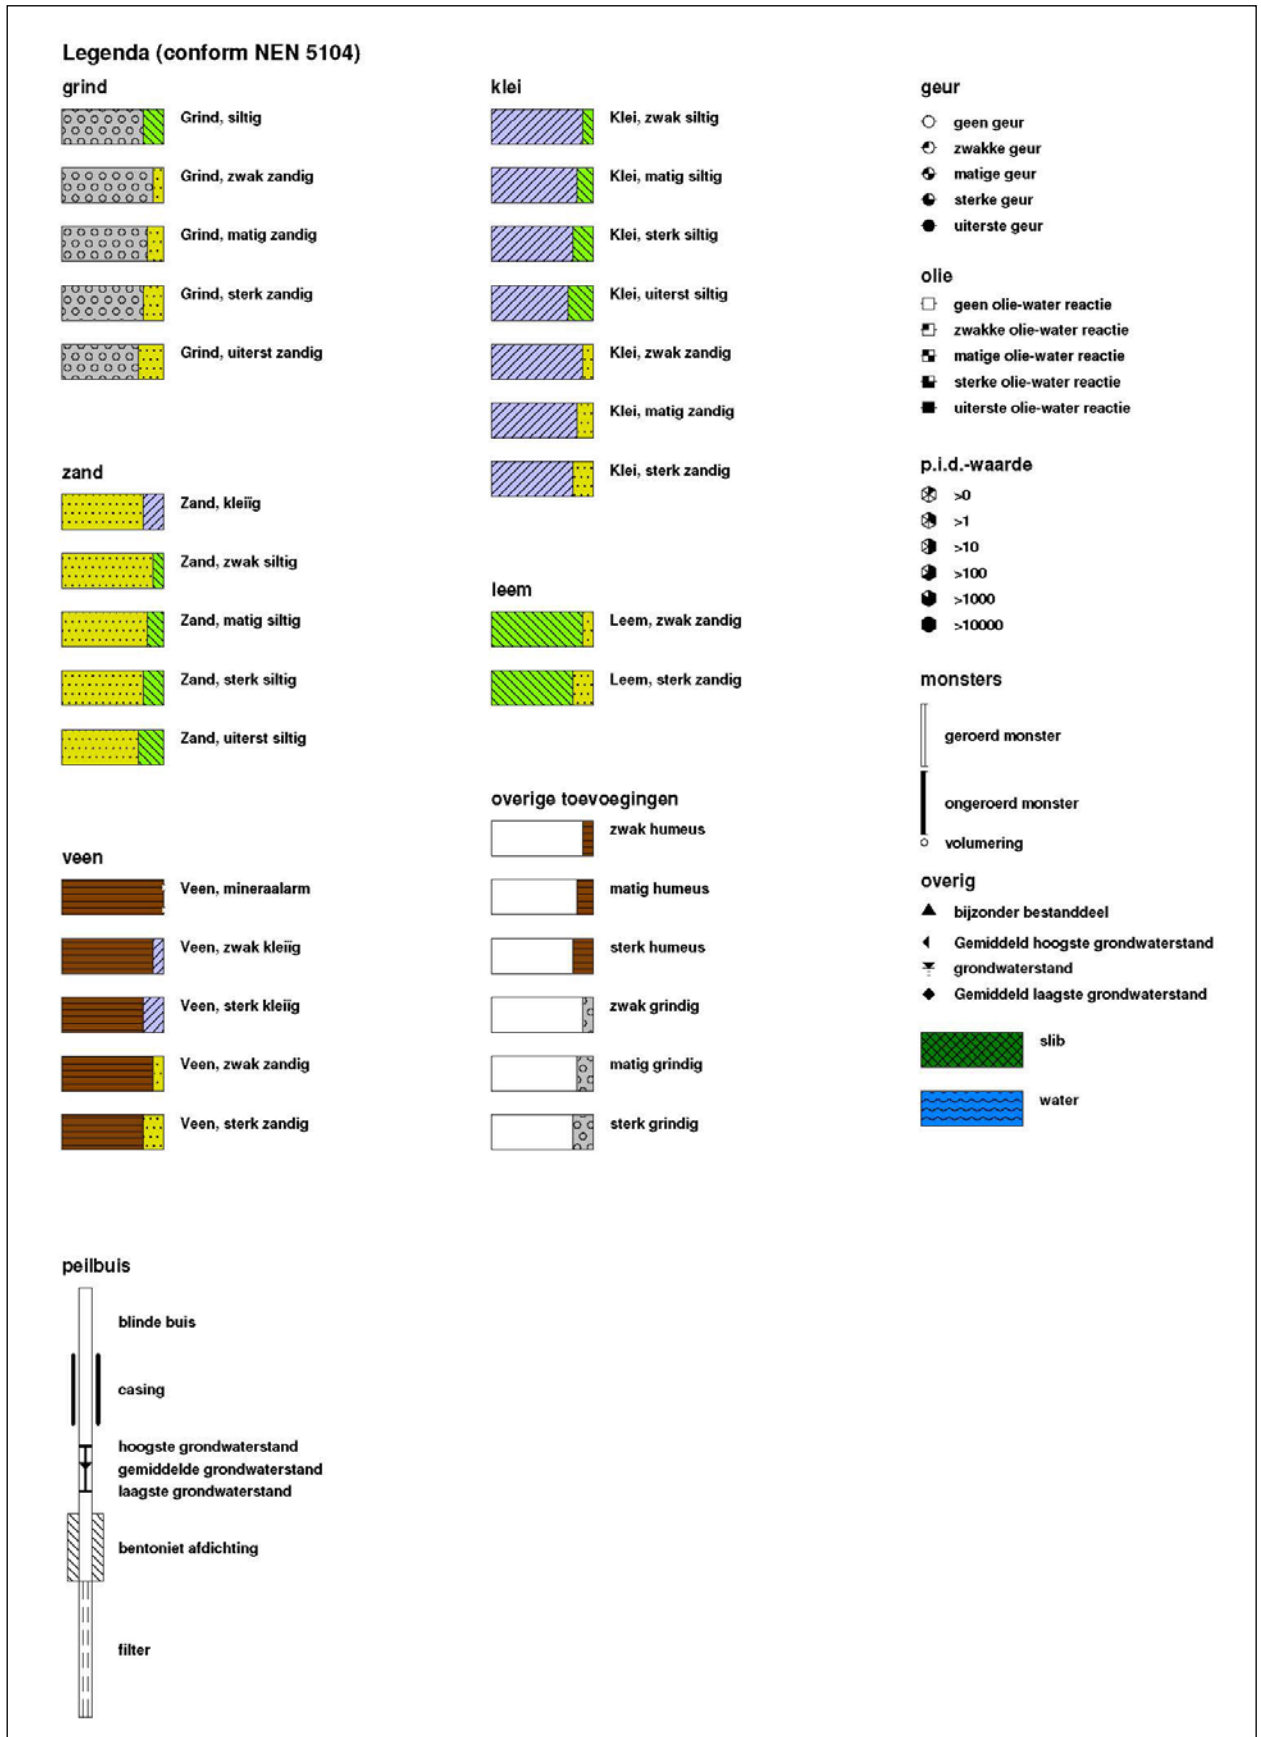 Legenda (conform NEN 5104)
grind
Grind, siltig
Grind, zwak zandig
Grind, matig zandig
Grind, sterk zandig
Grind, uiterst zandig
zand
Zand, kleiïg
Zand, zwak siltig
Zand, matig siltig
Zand, sterk siltig
Zand, uiterst siltig
veen
Veen, mineraalarm
Veen, zwak kleiïg
Veen, sterk kleiïg
Veen, zwak zandig
Veen, sterk zandig
peilbuis
blinde buis
casing
hoogste grondwaterstand
gemiddelde grondwaterstand
laagste grondwaterstand
bentoniet afdichting
filter
klei
Klei, zwak siltig
Klei, matig siltig
Klei, sterk siltig
Klei, uiterst siltig
Klei, zwak zandig
Klei, matig zandig
Klei, sterk zandig
leem
Leem, zwak zandig
Leem, sterk zandig
overige toevoegingen
zwak humeus
matig humeus
sterk humeus
zwak grindig
matig grindig
sterk grindig
geur
geen geur
zwakke geur
matige geur
sterke geur
uiterste geur
olie
geen olie-water reactie
zwakke olie-water reactie
matige olie-water reactie
sterke olie-water reactie
uiterste olie-water reactie
p.i.d.-waarde
>0
>1
>10
>100
>1000
>10000
monsters
geroerd monster
ongeroerd monster
volumering
overig
bijzonder bestanddeel
Gemiddeld hoogste grondwaterstand
grondwaterstand
Gemiddeld laagste grondwaterstand
slib
water